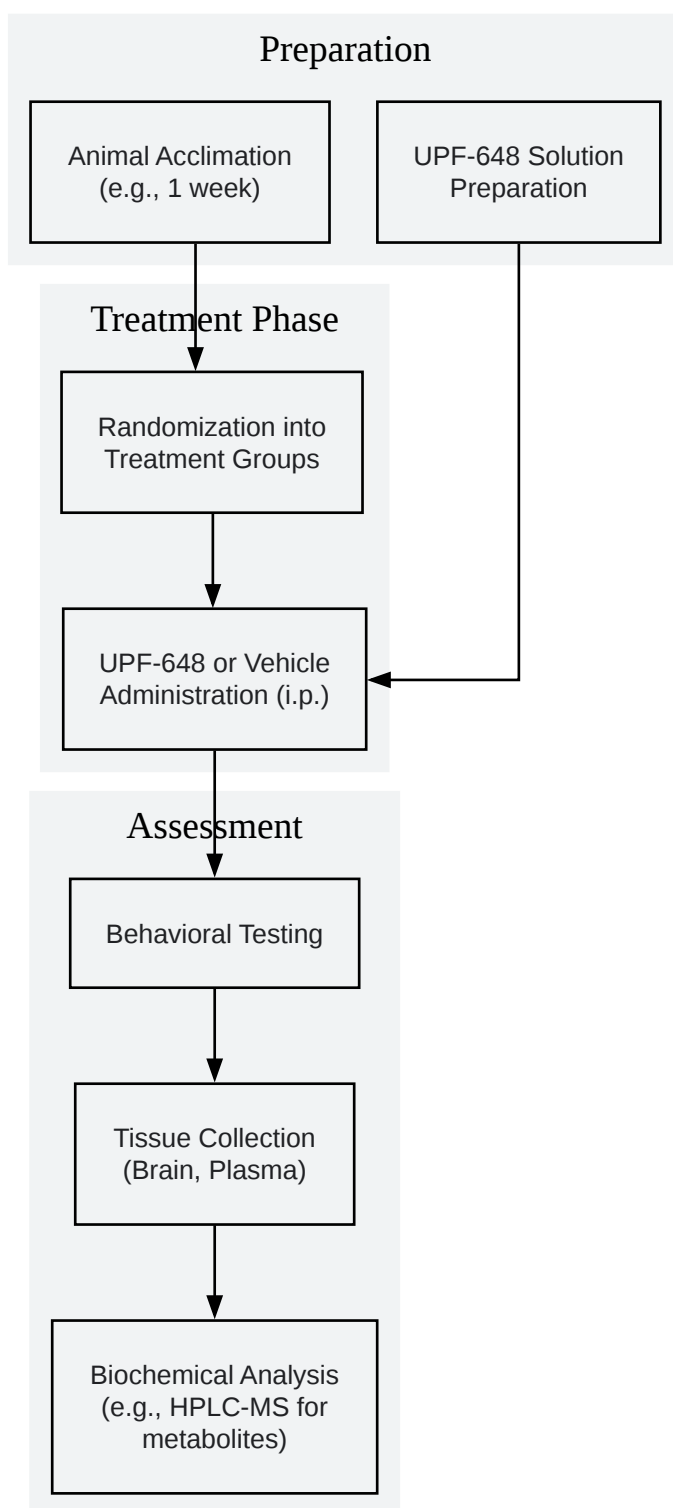 Preparation
Animal Acclimation
(e.g., 1 week)
UPF-648 Solution
Preparation
Treatment Phase
Randomization into
Treatment Groups
UPF-648 or Vehicle
Administration (i.p.)
Assessment
Behavioral Testing
Tissue Collection
(Brain, Plasma)
Biochemical Analysis
(e.g., HPLC-MS for
metabolites)